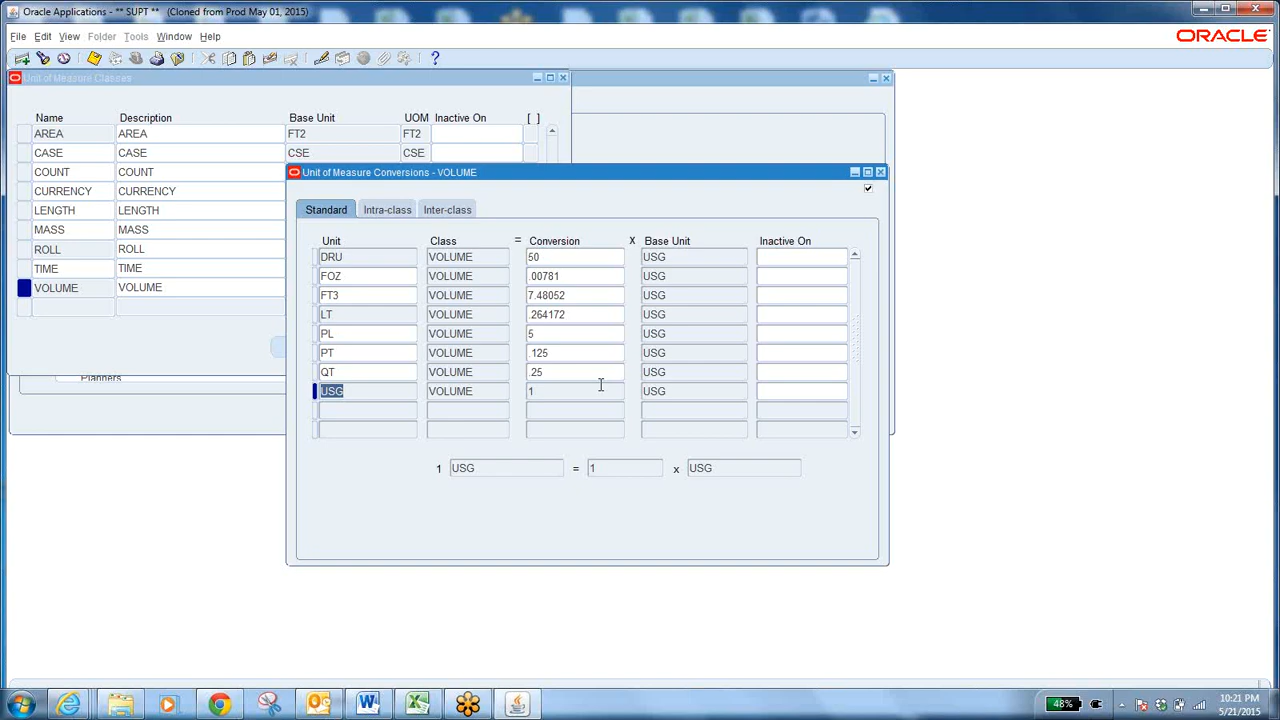 Oracle Applications - ** SUPT ** (Cloned from Prod May 01, 2015)
File Edit View Folder Tools Window Help
ORACLE
Unit of Measure Classes
Name Description Base Unit UOM Inactive On [ ]
AREA AREA FT2 FT2
CASE CASE CSE CSE
COUNT COUNT
CURRENCY CURRENCY
LENGTH LENGTH
MASS MASS
ROLL ROLL
TIME TIME
VOLUME VOLUME
Planners
Unit of Measure Conversions - VOLUME
Standard Intra-class Inter-class
Unit Class = Conversion x Base Unit Inactive On
DRU VOLUME 50 USG
FOZ VOLUME .00781 USG
FT3 VOLUME 7.48052 USG
LT VOLUME .264172 USG
PL VOLUME 5 USG
PT VOLUME .125 USG
QT VOLUME .25 USG
USG VOLUME 1 USG
1 USG = 1 x USG
48%
10:21 PM
5/21/2015